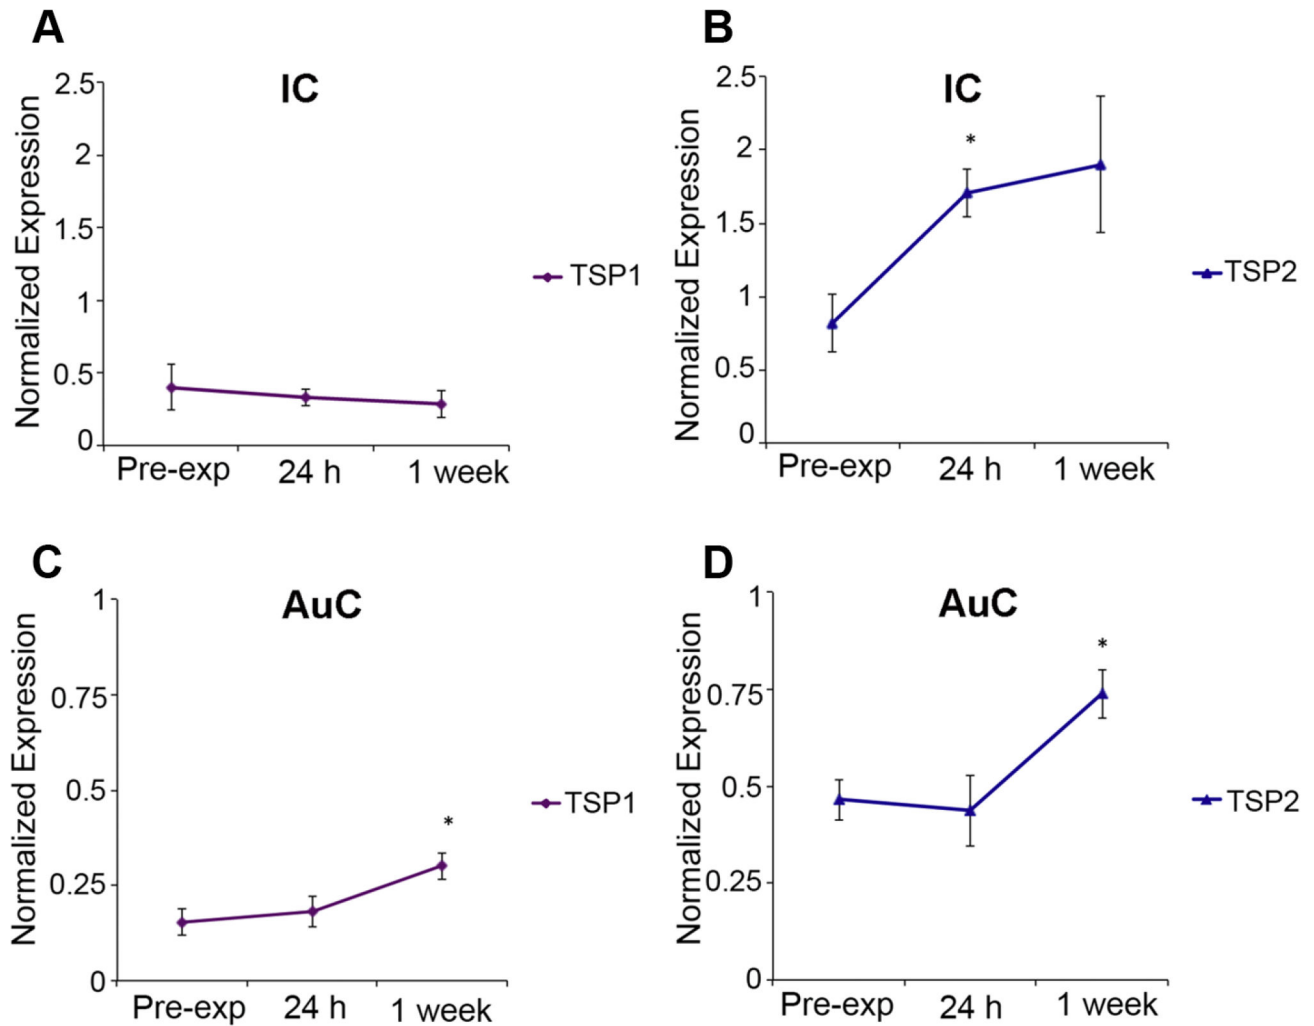 A
IC
Normalized Expression
2.5
2
1.5
1
0.5
0
Pre-exp 24 h 1 week
TSP1
B
IC
Normalized Expression
2.5
2
1.5
1
0.5
0
*
Pre-exp 24 h 1 week
TSP2
C
AuC
Normalized Expression
1
0.75
0.5
0.25
0
*
Pre-exp 24 h 1 week
TSP1
D
AuC
Normalized Expression
1
0.75
0.5
0.25
0
*
Pre-exp 24 h 1 week
TSP2